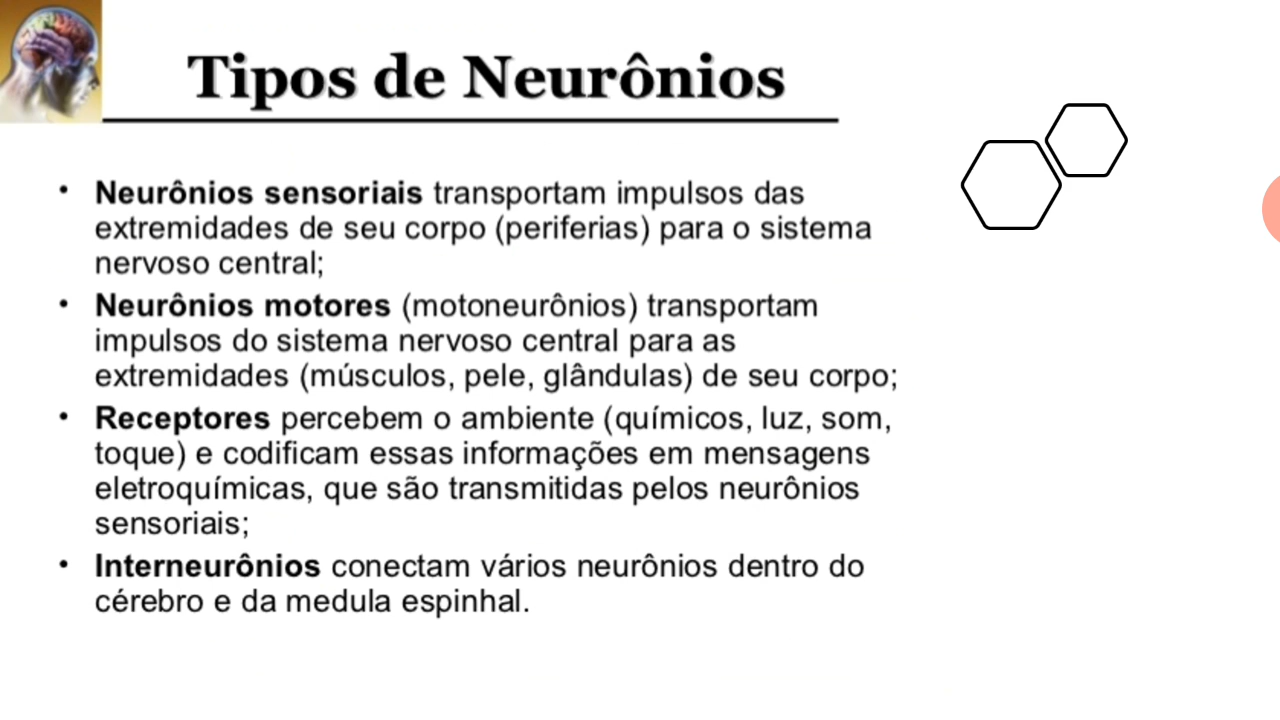 Tipos de Neurônios
• Neurônios sensoriais transportam impulsos das
extremidades de seu corpo (periferias) para o sistema
nervoso central;
• Neurônios motores (motoneurônios) transportam
impulsos do sistema nervoso central para as
extremidades (músculos, pele, glândulas) de seu corpo;
• Receptores percebem o ambiente (químicos, luz, som,
toque) e codificam essas informações em mensagens
eletroquímicas, que são transmitidas pelos neurônios
sensoriais;
• Interneurônios conectam vários neurônios dentro do
cérebro e da medula espinhal.